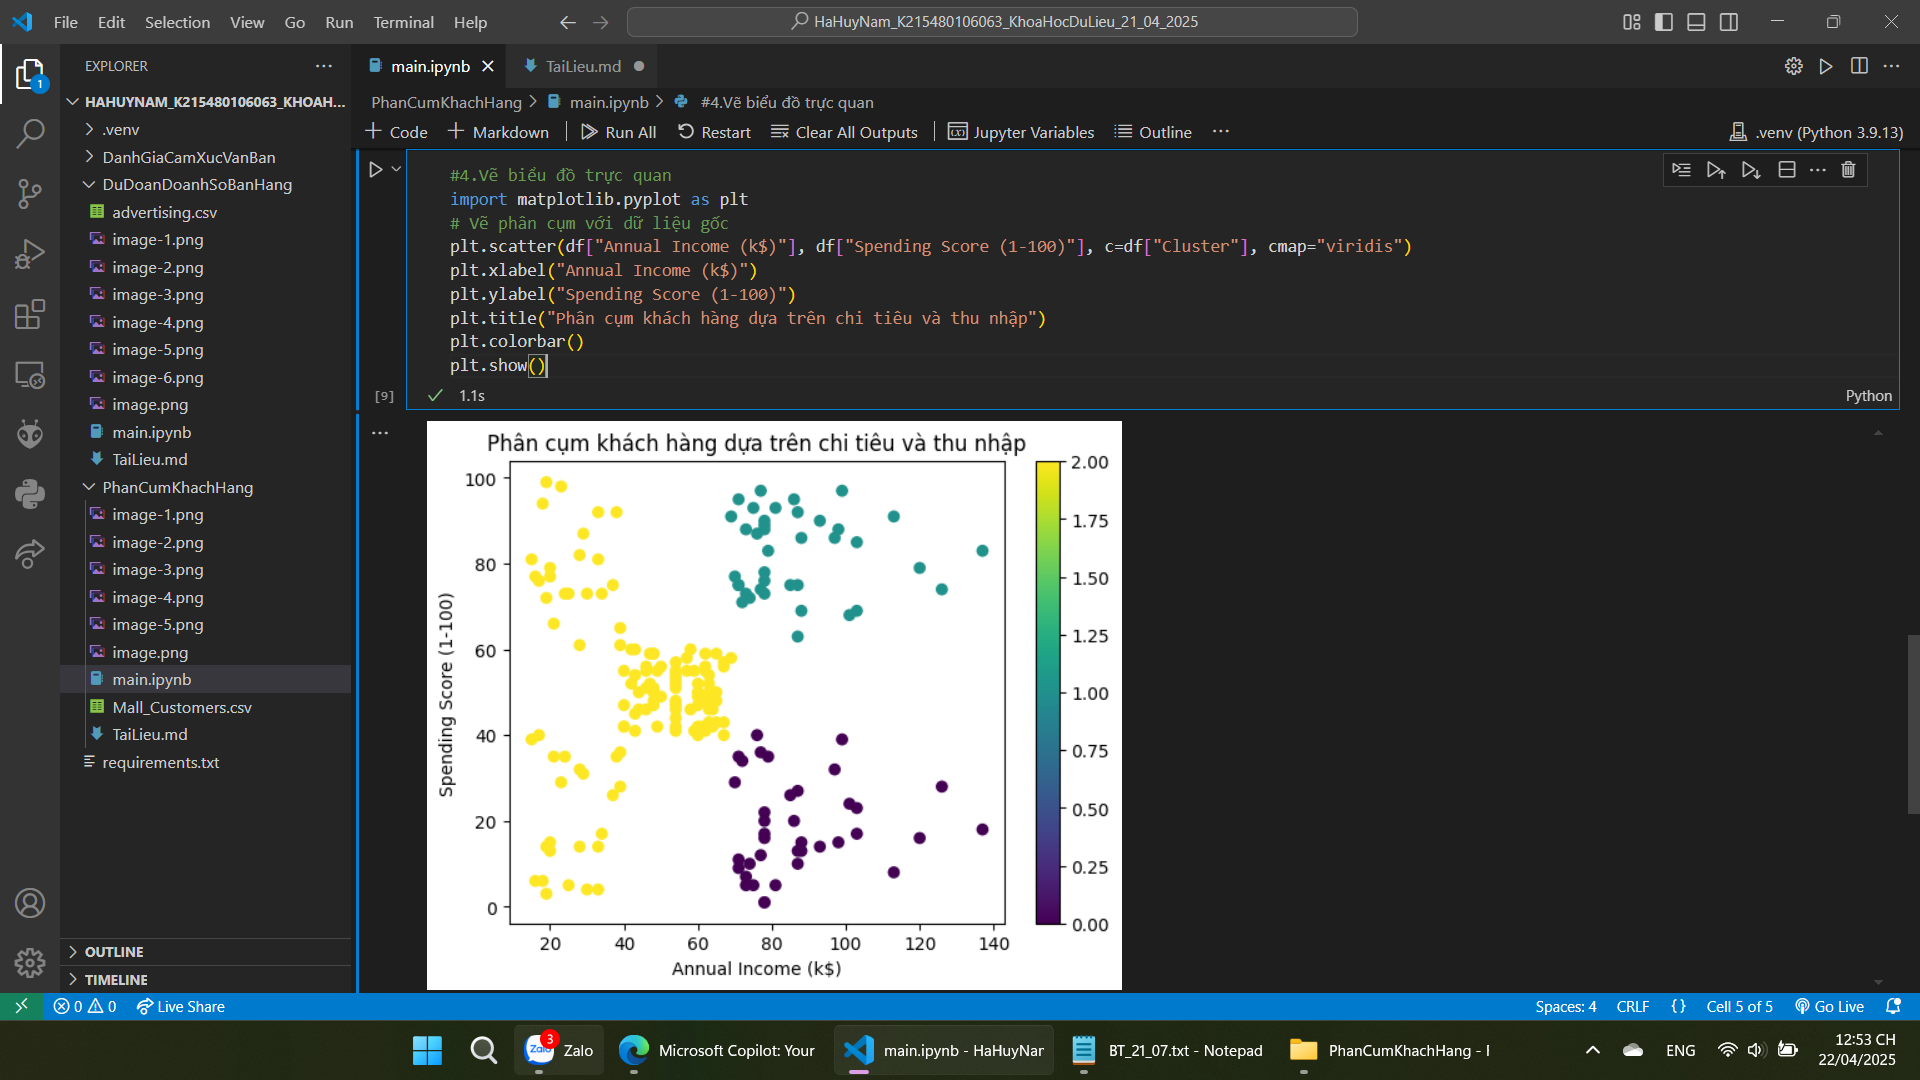 File Edit Selection View Go Run Terminal Help
HaHuyNam_K215480106063_KhoaHocDuLieu_21_04_2025
EXPLORER
1
HAHUYNAM_K215480106063_KHOAH...
.venv
DanhGiaCamXucVanBan
DuDoanDoanhSoBanHang
advertising.csv
image-1.png
image-2.png
image-3.png
image-4.png
image-5.png
image-6.png
image.png
main.ipynb
TaiLieu.md
PhanCumKhachHang
image-1.png
image-2.png
image-3.png
image-4.png
image-5.png
image.png
main.ipynb
Mall_Customers.csv
TaiLieu.md
requirements.txt
OUTLINE
TIMELINE
main.ipynb TaiLieu.md
PhanCumKhachHang > main.ipynb > #4.Vẽ biểu đồ trực quan
+ Code + Markdown | Run All Restart Clear All Outputs | Jupyter Variables Outline ...
.venv (Python 3.9.13)
#4.Vẽ biểu đồ trực quan
import matplotlib.pyplot as plt
# Vẽ phân cụm với dữ liệu gốc
plt.scatter(df["Annual Income (k$)"], df["Spending Score (1-100)"], c=df["Cluster"], cmap="viridis")
plt.xlabel("Annual Income (k$)")
plt.ylabel("Spending Score (1-100)")
plt.title("Phân cụm khách hàng dựa trên chi tiêu và thu nhập")
plt.colorbar()
plt.show()
[9] 1.1s Python
Phân cụm khách hàng dựa trên chi tiêu và thu nhập
Spending Score (1-100)
100
80
60
40
20
0
20 40 60 80 100 120 140
Annual Income (k$)
2.00
1.75
1.50
1.25
1.00
0.75
0.50
0.25
0.00
0 0 Live Share
Spaces: 4 CRLF {} Cell 5 of 5 Go Live
Zalo 3 Zalo
Microsoft Copilot: Your
main.ipynb - HaHuyNar
BT_21_07.txt - Notepad
PhanCumKhachHang - I
ENG
12:53 CH
22/04/2025